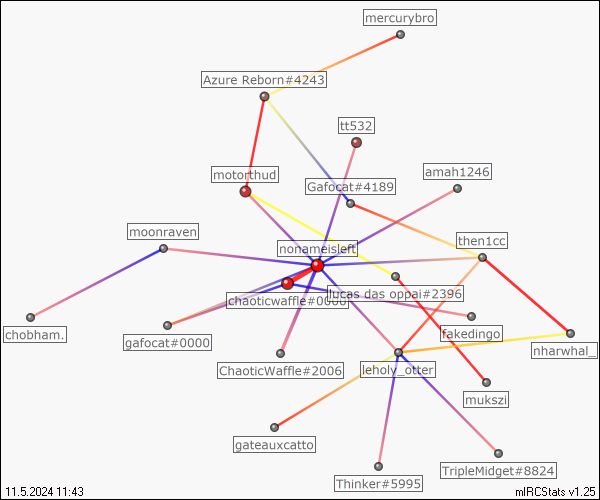 mercurybro
Azure Reborn#4243
tt532
amah1246
motorthud
Gafocat#4189
moonraven
then1cc
nonameisleft
lucas das oppai#2396
chaoticwaffle#0000
chobham.
gafocat#0000
fakedingo
nharwhal_
ChaoticWaffle#2006
leholy_otter
mukszi
gateauxcatto
Thinker#5995
TripleMidget#8824
11.5.2024 11:43
mIRCStats v1.25